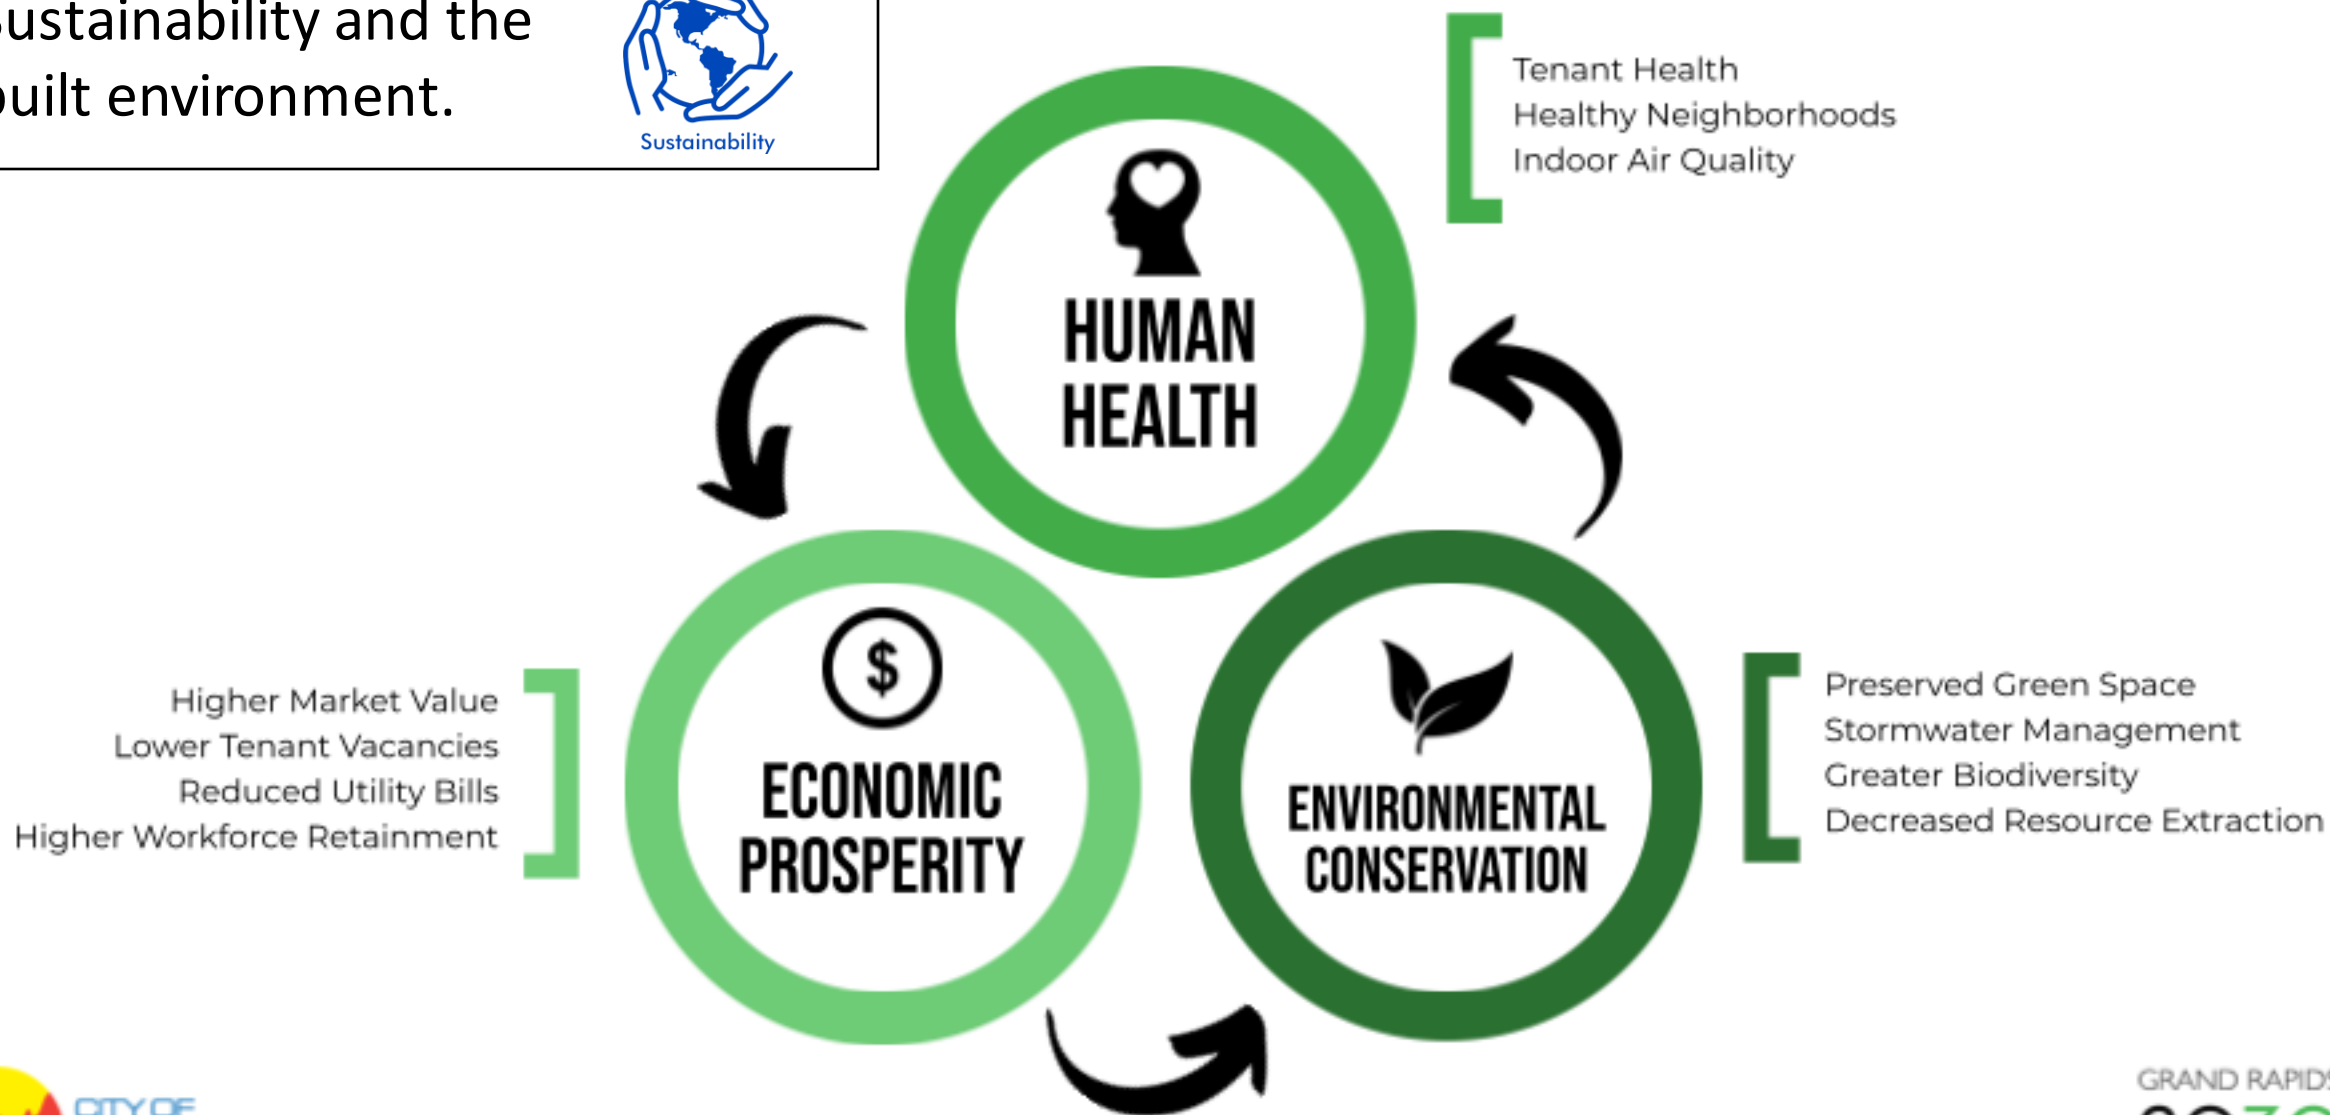 ustainability and the
built environment.
Sustainability
Tenant Health
Healthy Neighborhoods
Indoor Air Quality
HUMAN
HEALTH
$
Higher Market Value
Lower Tenant Vacancies
Reduced Utility Bills
Higher Workforce Retainment
ECONOMIC
PROSPERITY
ENVIRONMENTAL
CONSERVATION
Preserved Green Space
Stormwater Management
Greater Biodiversity
Decreased Resource Extraction
CITY OF
GRAND RAPIDS